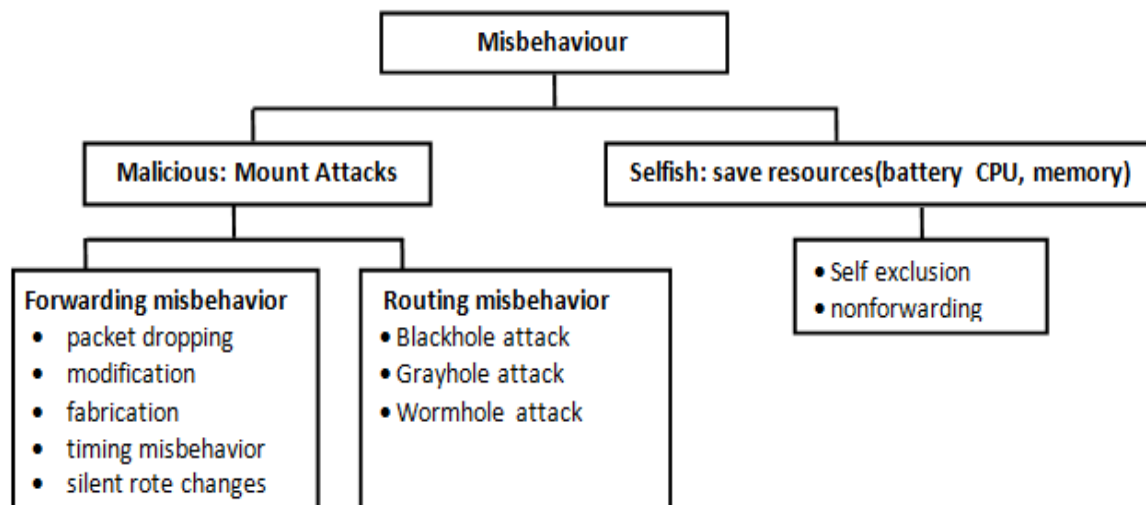 Misbehaviour
Malicious: Mount Attacks
Selfish: save resources(battery CPU, memory)
Forwarding misbehavior
• packet dropping
• modification
• fabrication
• timing misbehavior
• silent rote changes
Routing misbehavior
• Blackhole attack
• Grayhole attack
• Wormhole attack
• Self exclusion
• nonforwarding